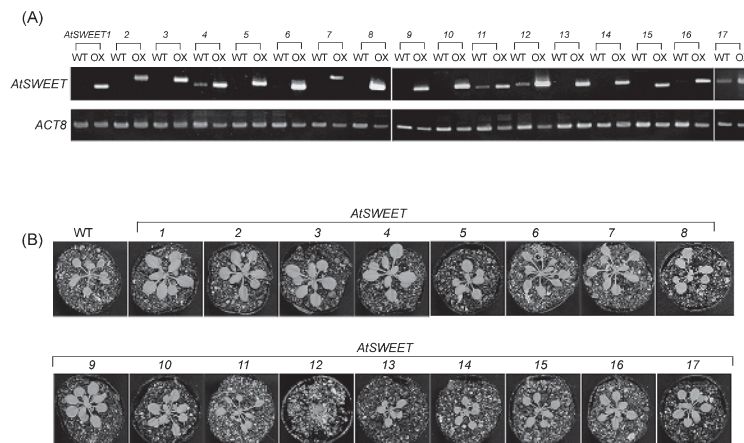 (A)
AtSWEET1 2 3 4 5 6 7 8 9 10 11 12 13 14 15 16 17
WT OX WT OX WT OX WT OX WT OX WT OX WT OX WT OX WT OX WT OX WT OX WT OX WT OX WT OX WT OX WT OX WT OX
AtSWEET
ACT8
AtSWEET
(B)
WT 1 2 3 4 5 6 7 8
AtSWEET
9 10 11 12 13 14 15 16 17